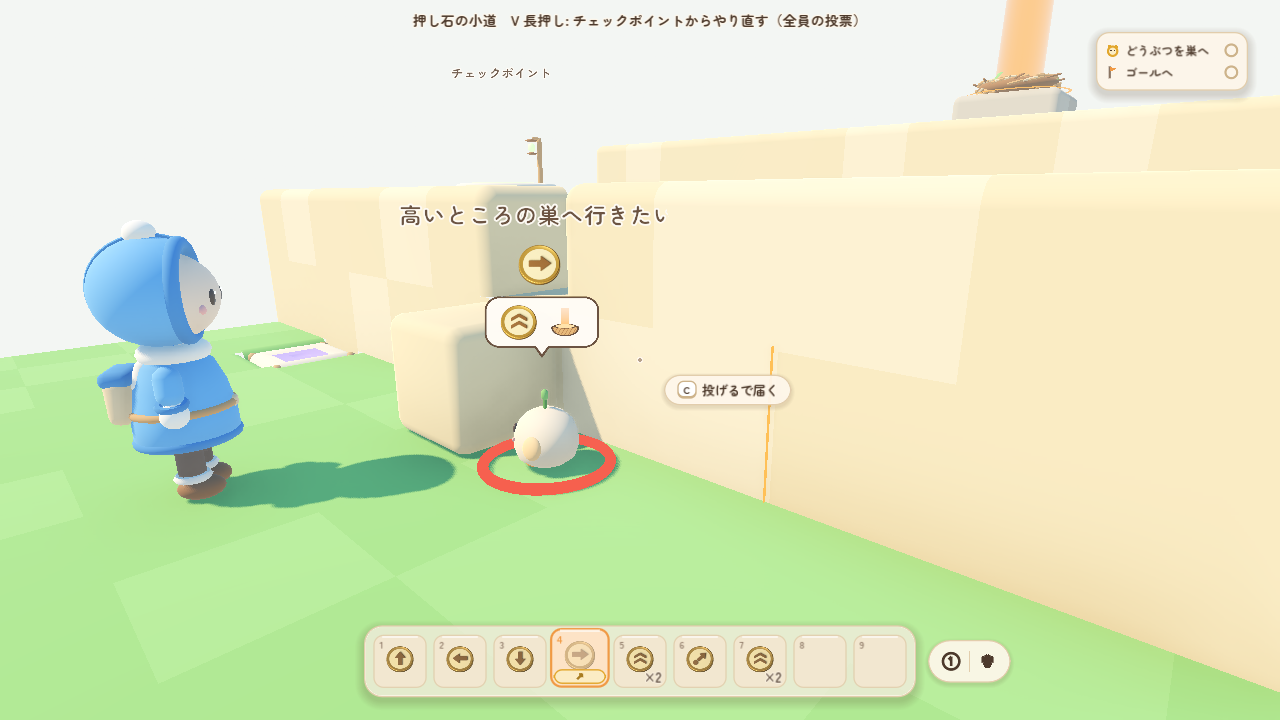 押し石の小道 V 長押し: チェックポイントからやり直す（全員の投票）
どうぶつを巣へ
ゴールへ
チェックポイント
高いところの巣へ行きたい
C 投げるで届く
1 2 3 4 5 6 7 8 9
×2 ×2
①